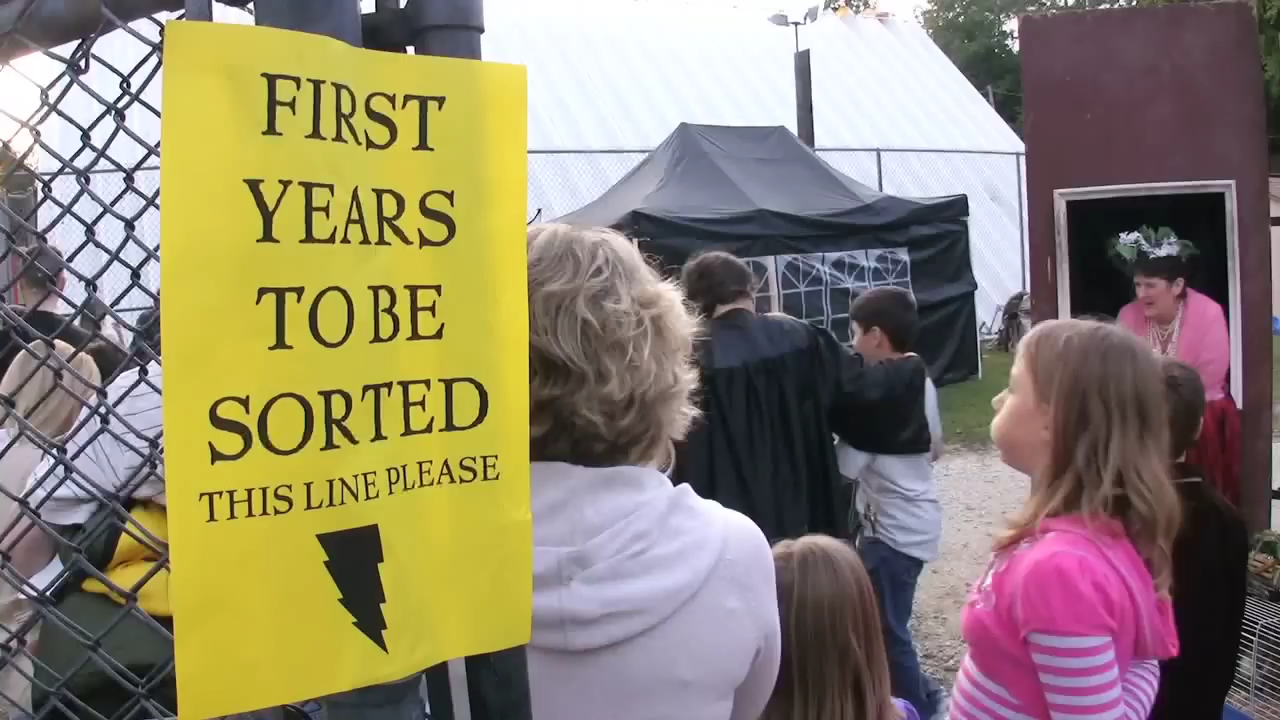 FIRST
YEARS
TO BE
SORTED
THIS LINE PLEASE